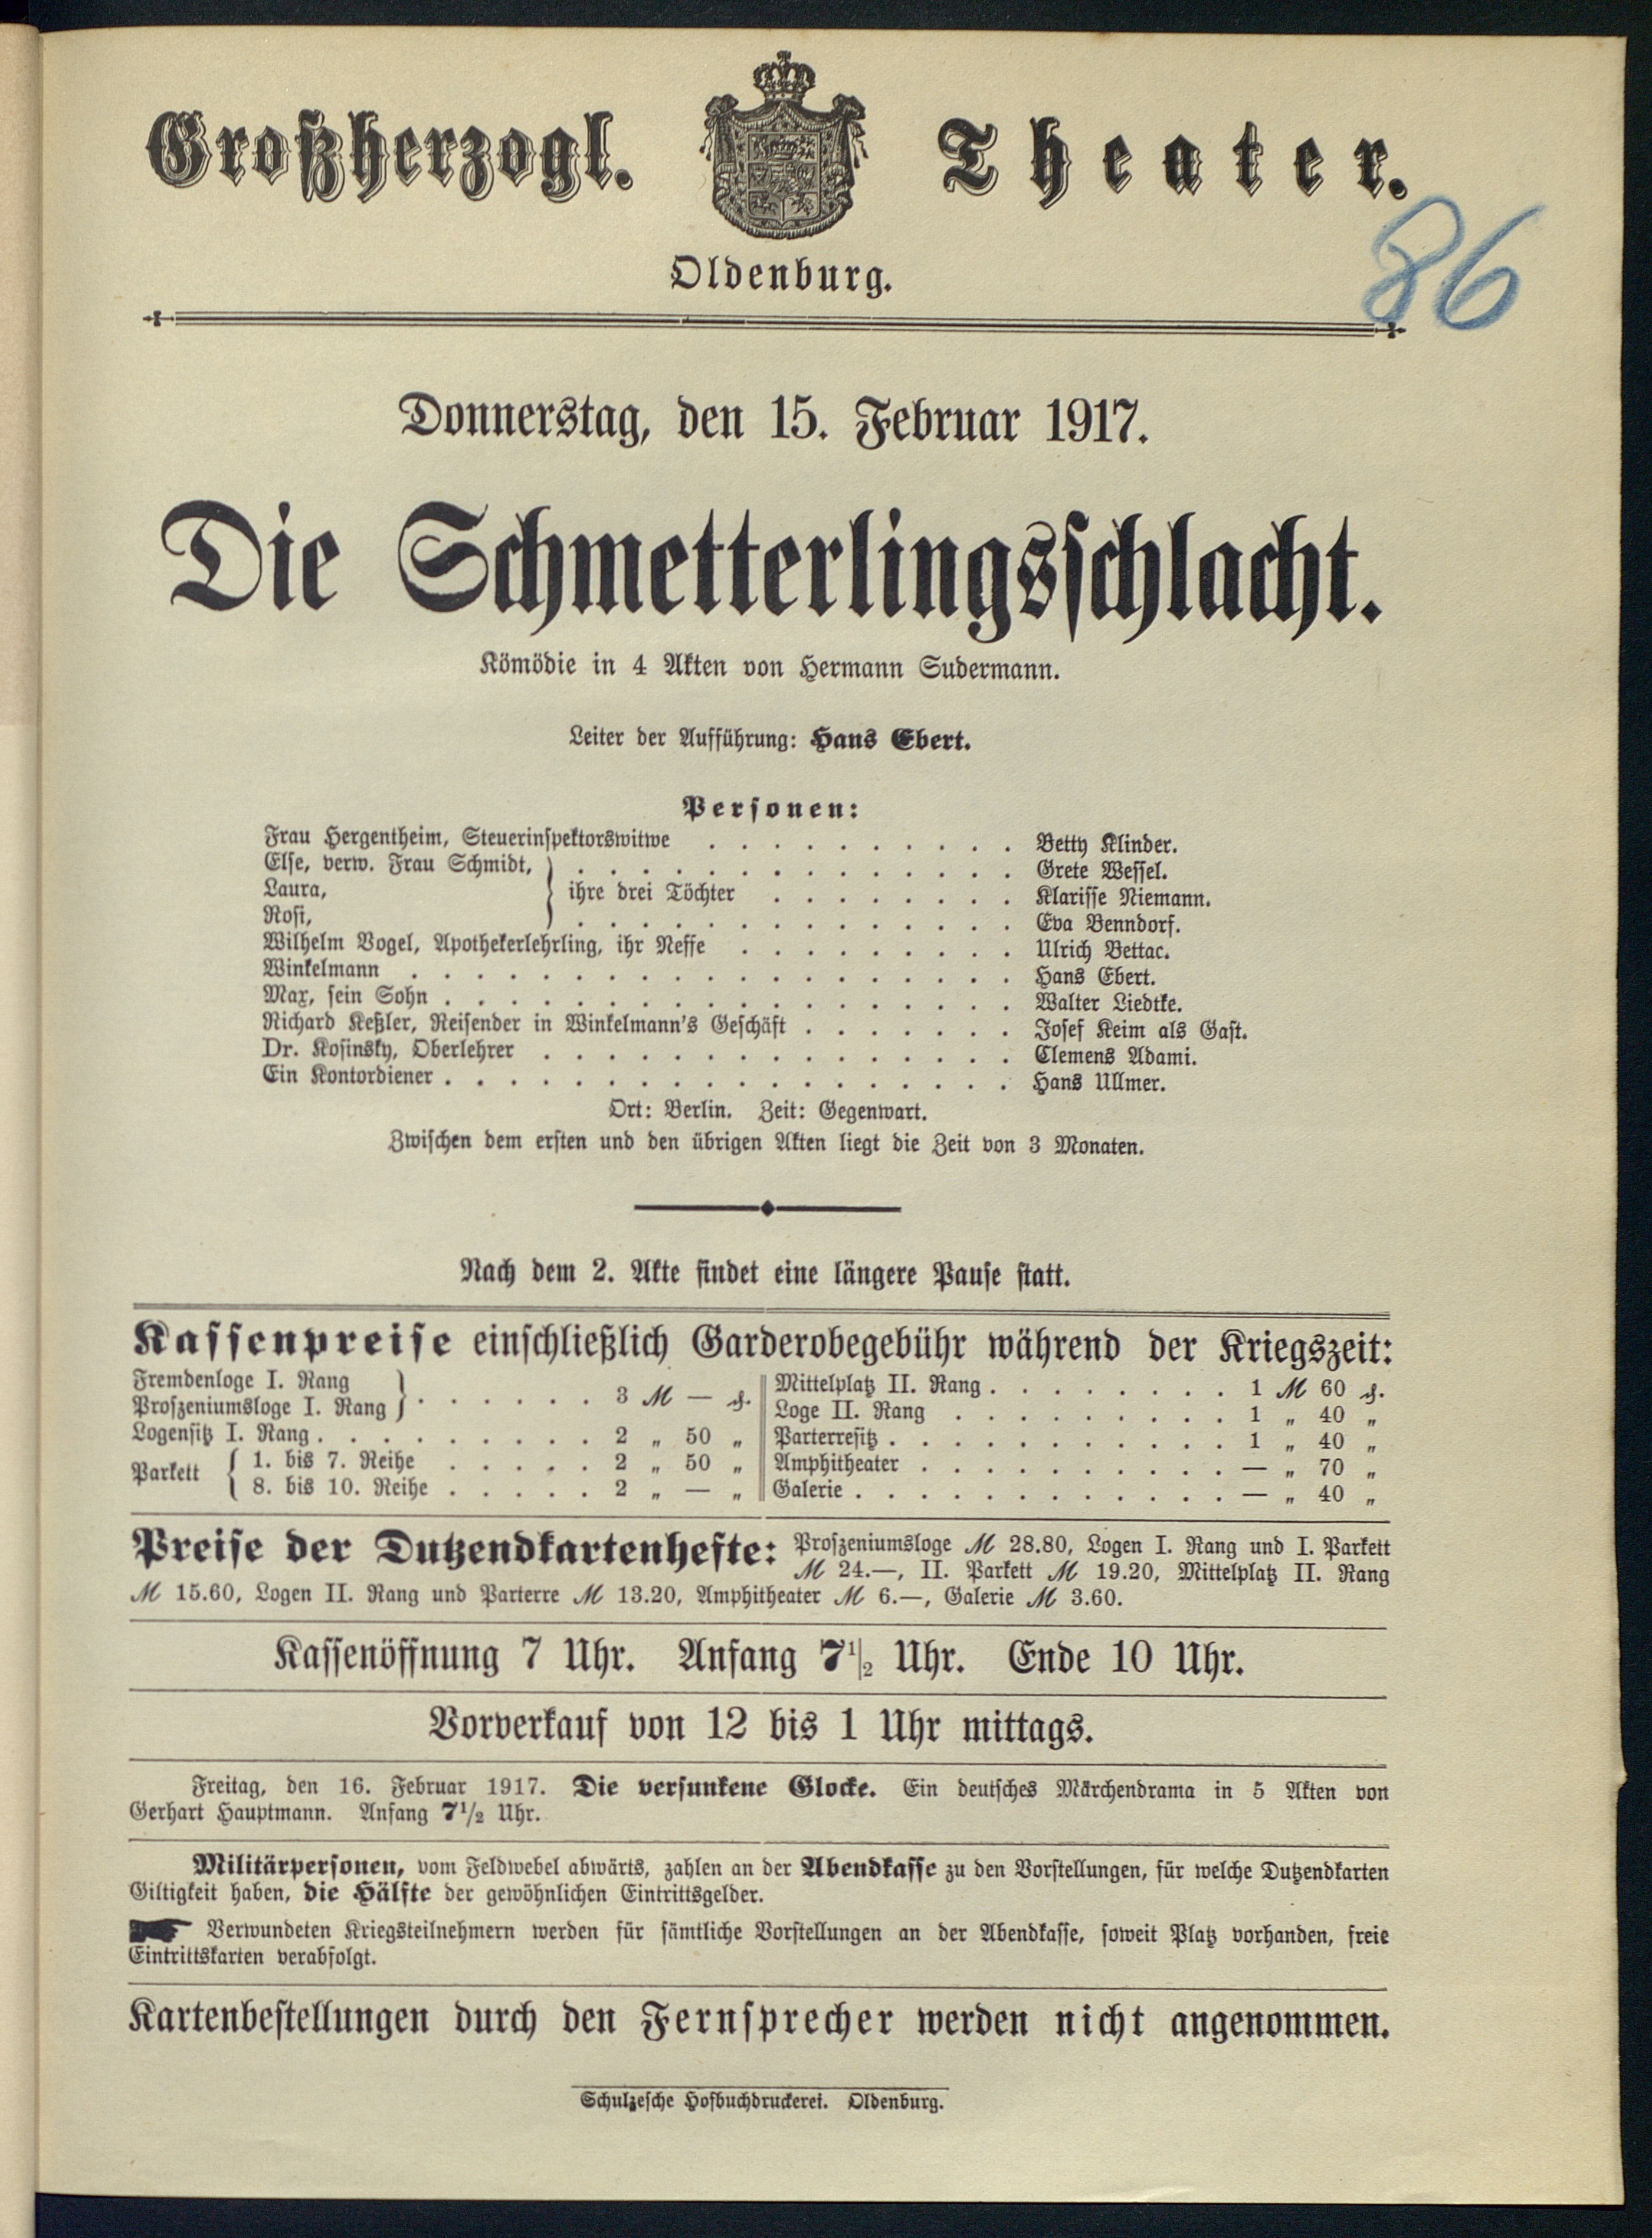 Großherzogl. Theater.
86
Oldenburg.
Donnerstag, den 15. Februar 1917.
Die Schmetterlingsschlacht.
Kömödie in 4 Akten von Hermann Sudermann.
Leiter der Aufführung: Hans Ebert.
Personen:
Frau Hergentheim, Steuerinspektorswitwe . . . . . . . . . . Betty Klinder.
Else, verw. Frau Schmidt, . . . . . . . . . . . . . . Grete Wessel.
Laura, } ihre drei Töchter . . . . . . . . Klarisse Niemann.
Rosi, . . . . . . . . . . . . . . Eva Benndorf.
Wilhelm Vogel, Apothekerlehrling, ihr Neffe . . . . . . . . . Ulrich Bettac.
Winkelmann . . . . . . . . . . . . . . . . . . . Hans Ebert.
Max, sein Sohn . . . . . . . . . . . . . . . . . . Walter Liedtke.
Richard Keßler, Reisender in Winkelmann's Geschäft . . . . . . . Josef Keim als Gast.
Dr. Kosinsky, Oberlehrer . . . . . . . . . . . . . . . Clemens Adami.
Ein Kontordiener . . . . . . . . . . . . . . . . . . Hans Ullmer.
Ort: Berlin. Zeit: Gegenwart.
Zwischen dem ersten und den übrigen Akten liegt die Zeit von 3 Monaten.
Nach dem 2. Akte findet eine längere Pause statt.
Kassenpreise einschließlich Garderobegebühr während der Kriegszeit:
Fremdenloge I. Rang
Proszeniumsloge I. Rang } . . . . . . 3 ℳ — ₰.
Logensitz I. Rang . . . . . . . . . 2 „ 50 „
Parkett { 1. bis 7. Reihe . . . . . 2 „ 50 „
8. bis 10. Reihe . . . . . 2 „ — „
Mittelplatz II. Rang . . . . . . . . 1 ℳ 60 ₰.
Loge II. Rang . . . . . . . . . 1 „ 40 „
Parterresitz . . . . . . . . . . . 1 „ 40 „
Amphitheater . . . . . . . . . . — „ 70 „
Galerie . . . . . . . . . . . . — „ 40 „
Preise der Dutzendkartenhefte: Proszeniumsloge ℳ 28.80, Logen I. Rang und I. Parkett
ℳ 24.—, II. Parkett ℳ 19.20, Mittelplatz II. Rang
ℳ 15.60, Logen II. Rang und Parterre ℳ 13.20, Amphitheater ℳ 6.—, Galerie ℳ 3.60.
Kassenöffnung 7 Uhr. Anfang 7½ Uhr. Ende 10 Uhr.
Vorverkauf von 12 bis 1 Uhr mittags.
Freitag, den 16. Februar 1917. Die versunkene Glocke. Ein deutsches Märchendrama in 5 Akten von
Gerhart Hauptmann. Anfang 7½ Uhr.
Militärpersonen, vom Feldwebel abwärts, zahlen an der Abendkasse zu den Vorstellungen, für welche Dutzendkarten
Giltigkeit haben, die Hälfte der gewöhnlichen Eintrittsgelder.
Verwundeten Kriegsteilnehmern werden für sämtliche Vorstellungen an der Abendkasse, soweit Platz vorhanden, freie
Eintrittskarten verabfolgt.
Kartenbestellungen durch den Fernsprecher werden nicht angenommen.
Schulzesche Hofbuchdruckerei. Oldenburg.